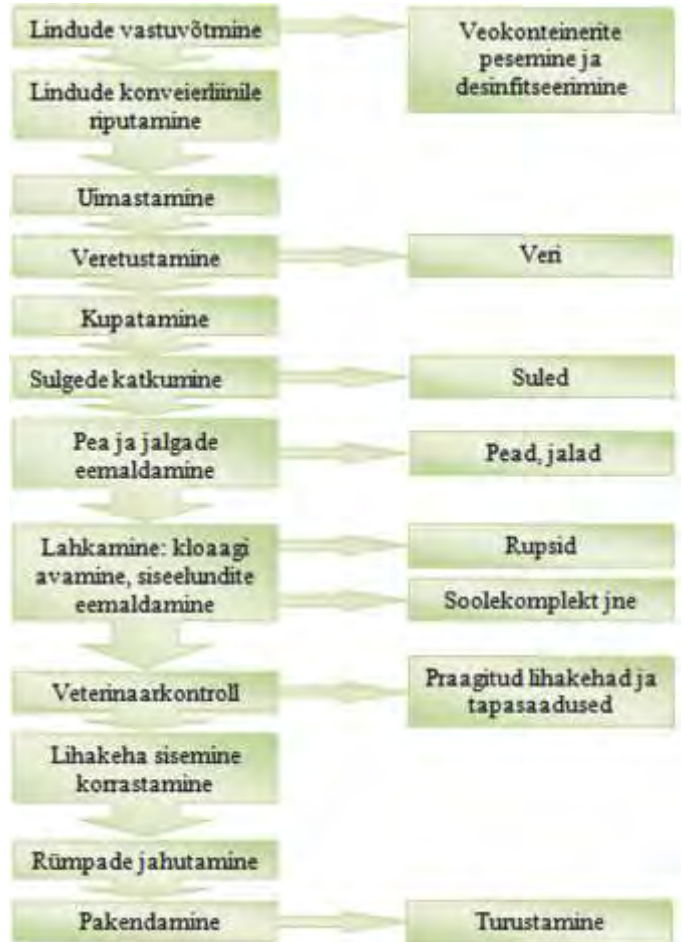 Lindude vastuvõtmine
Veokonteinerite
pesemine ja
desinfitseerimine
Lindude konveierliinile
riputamine
Uimastamine
Veretustamine
Veri
Kupatamine
Sulgede katkumine
Suled
Pea ja jalgade
eemaldamine
Pead, jalad
Lahkamine: kloaagi
avamine, siseelundite
eemaldamine
Rupsid
Soolekomplekt jne
Veterinaarkontroll
Praagitud lihakehad ja
tapasaadused
Lihakeha sisemine
korrastamine
Rümpade jahutamine
Pakendamine
Turustamine